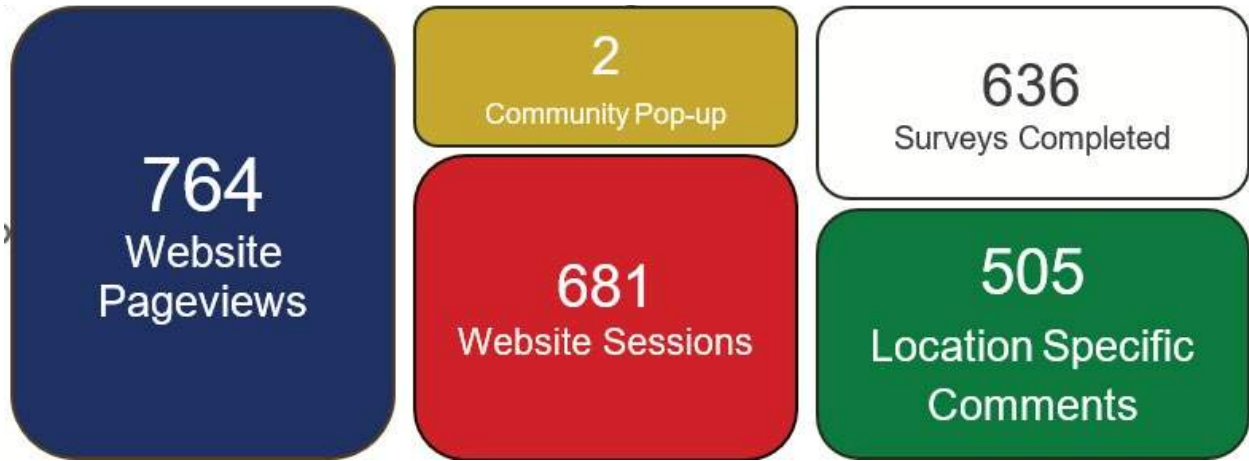 764
Website
Pageviews
2
Community Pop-up
681
Website Sessions
636
Surveys Completed
505
Location Specific
Comments